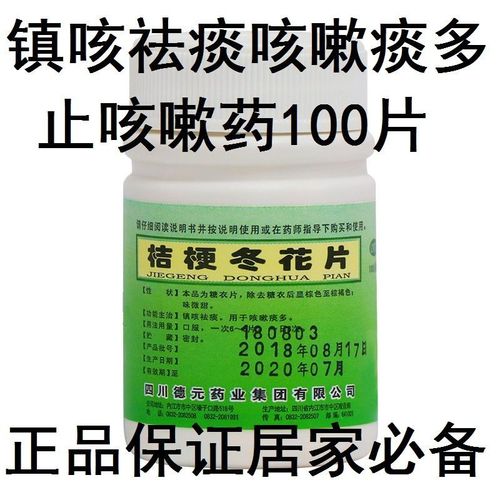 镇咳祛痰咳嗽痰多
止咳嗽药100片
请仔细阅读说明书并按说明使用或在药师指导下购买和使用。
桔梗冬花片
JIEGENG DONGHUA PIAN
【性 状】本品为糖衣片，除去糖衣后显棕色至棕褐色；
味微甜。
【功能主治】镇咳祛痰。用于咳嗽痰多。
【用法用量】口服，一次6～8片，一日3次。
【贮 藏】密封。
180803
【产品批号】
2018年08月17日
【生产日期】
2020年07月
【有效期】至
四川德元药业集团有限公司
正品保证居家必备